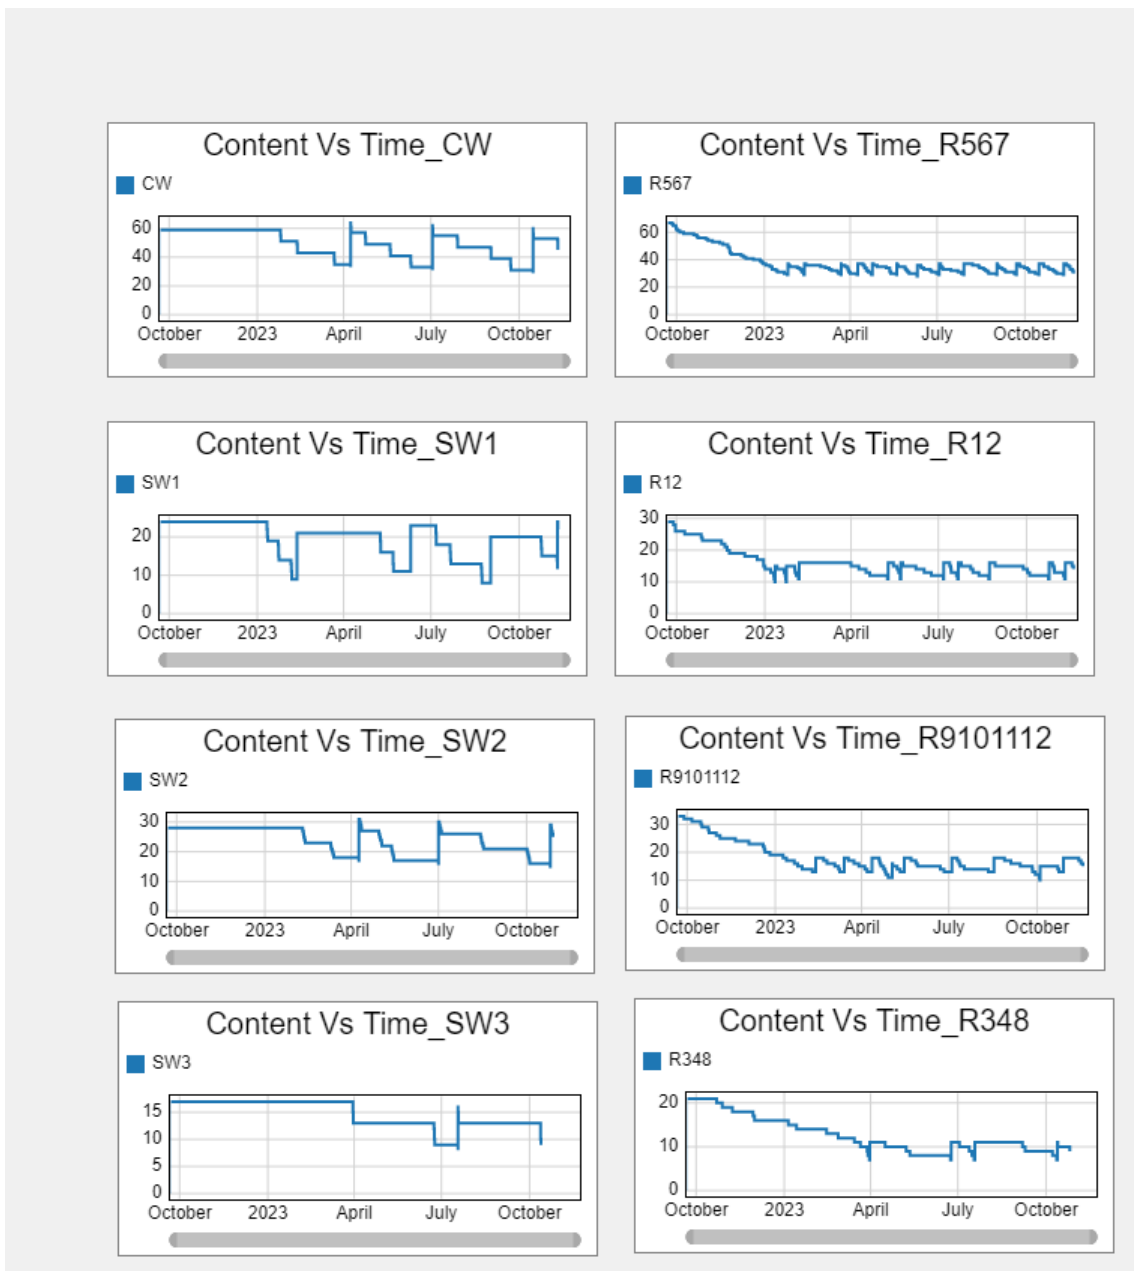 Content Vs Time_CW
CW
60
40
20
0
October 2023 April July October
Content Vs Time_R567
R567
60
40
20
0
October 2023 April July October
Content Vs Time_SW1
SW1
20
10
0
October 2023 April July October
Content Vs Time_R12
R12
30
20
10
0
October 2023 April July October
Content Vs Time_SW2
SW2
30
20
10
0
October 2023 April July October
Content Vs Time_R9101112
R9101112
30
20
10
0
October 2023 April July October
Content Vs Time_SW3
SW3
15
10
5
0
October 2023 April July October
Content Vs Time_R348
R348
20
10
0
October 2023 April July October